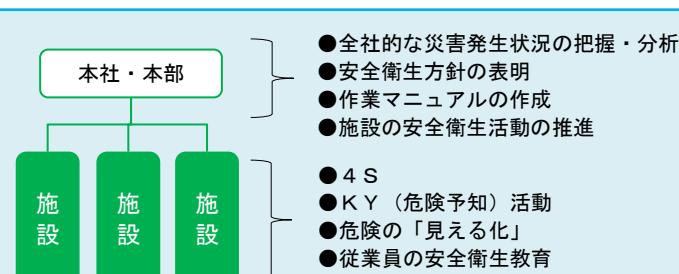 ●全社的な災害発生状況の把握・分析
●安全衛生方針の表明
●作業マニュアルの作成
●施設の安全衛生活動の推進
本社・本部
施設
施設
施設
●４Ｓ
●ＫＹ（危険予知）活動
●危険の「見える化」
●従業員の安全衛生教育